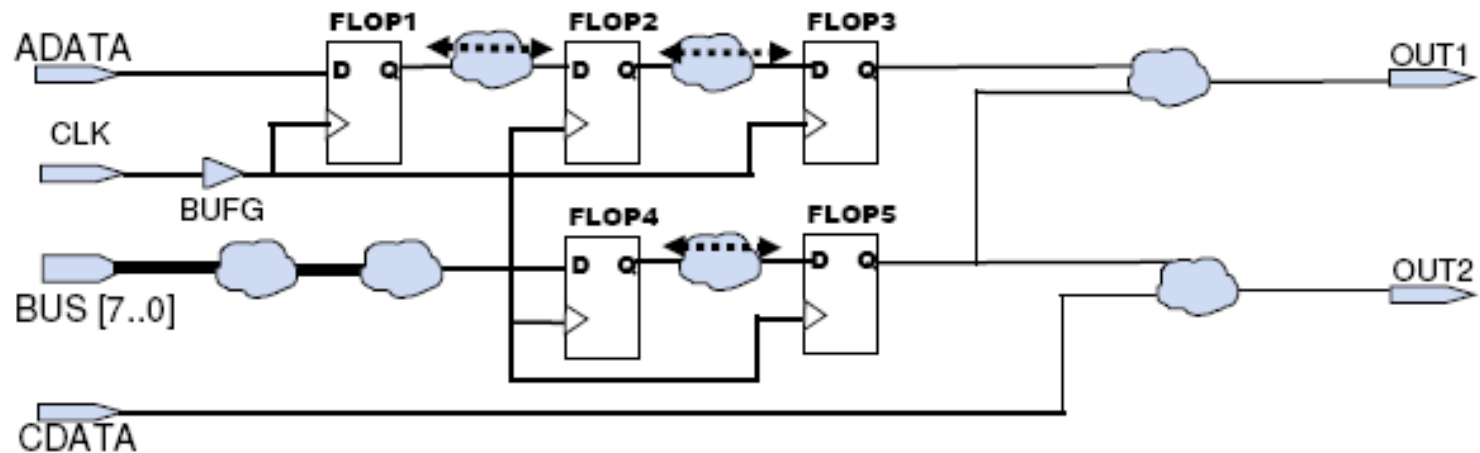 FLOP1
FLOP2
FLOP3
ADATA
OUT1
D Q
D Q
D Q
CLK
BUFG
FLOP4
FLOP5
D Q
D Q
OUT2
BUS [7..0]
CDATA